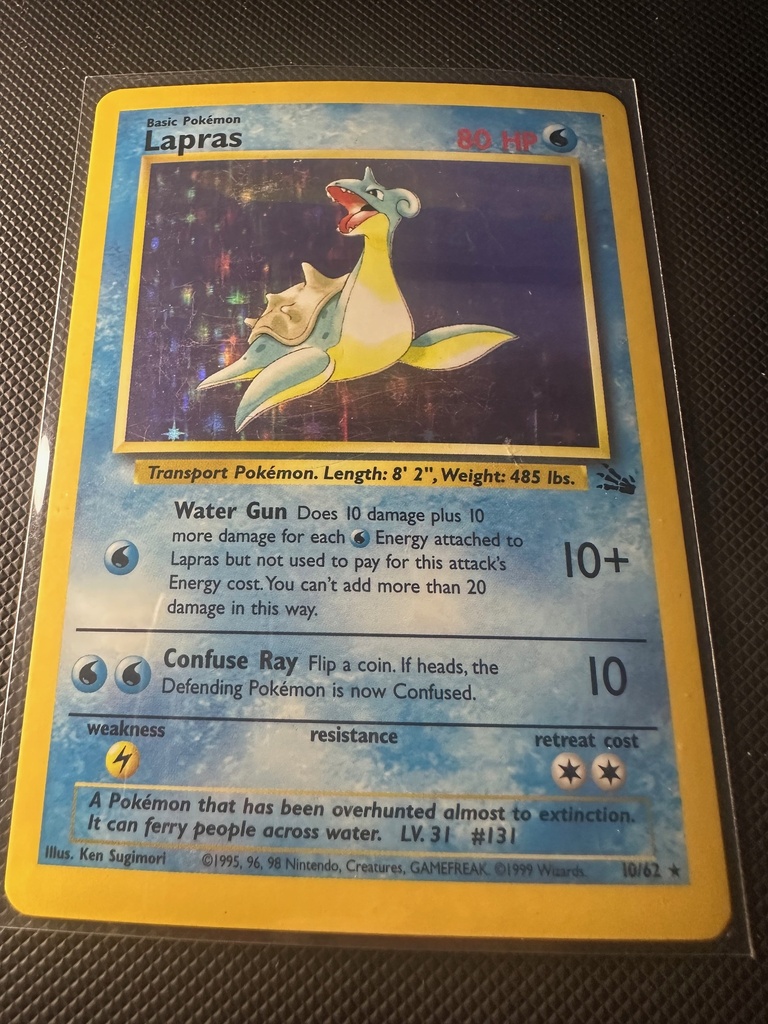 Basic Pokémon
Lapras 80 HP
Transport Pokémon. Length: 8' 2", Weight: 485 lbs.
Water Gun Does 10 damage plus 10
more damage for each Energy attached to
Lapras but not used to pay for this attack's
Energy cost. You can't add more than 20
damage in this way.
10+
Confuse Ray Flip a coin. If heads, the
Defending Pokémon is now Confused.
10
weakness resistance retreat cost
A Pokémon that has been overhunted almost to extinction.
It can ferry people across water. LV. 31 #131
Illus. Ken Sugimori ©1995, 96, 98 Nintendo, Creatures, GAMEFREAK. ©1999 Wizards. 10/62 ★